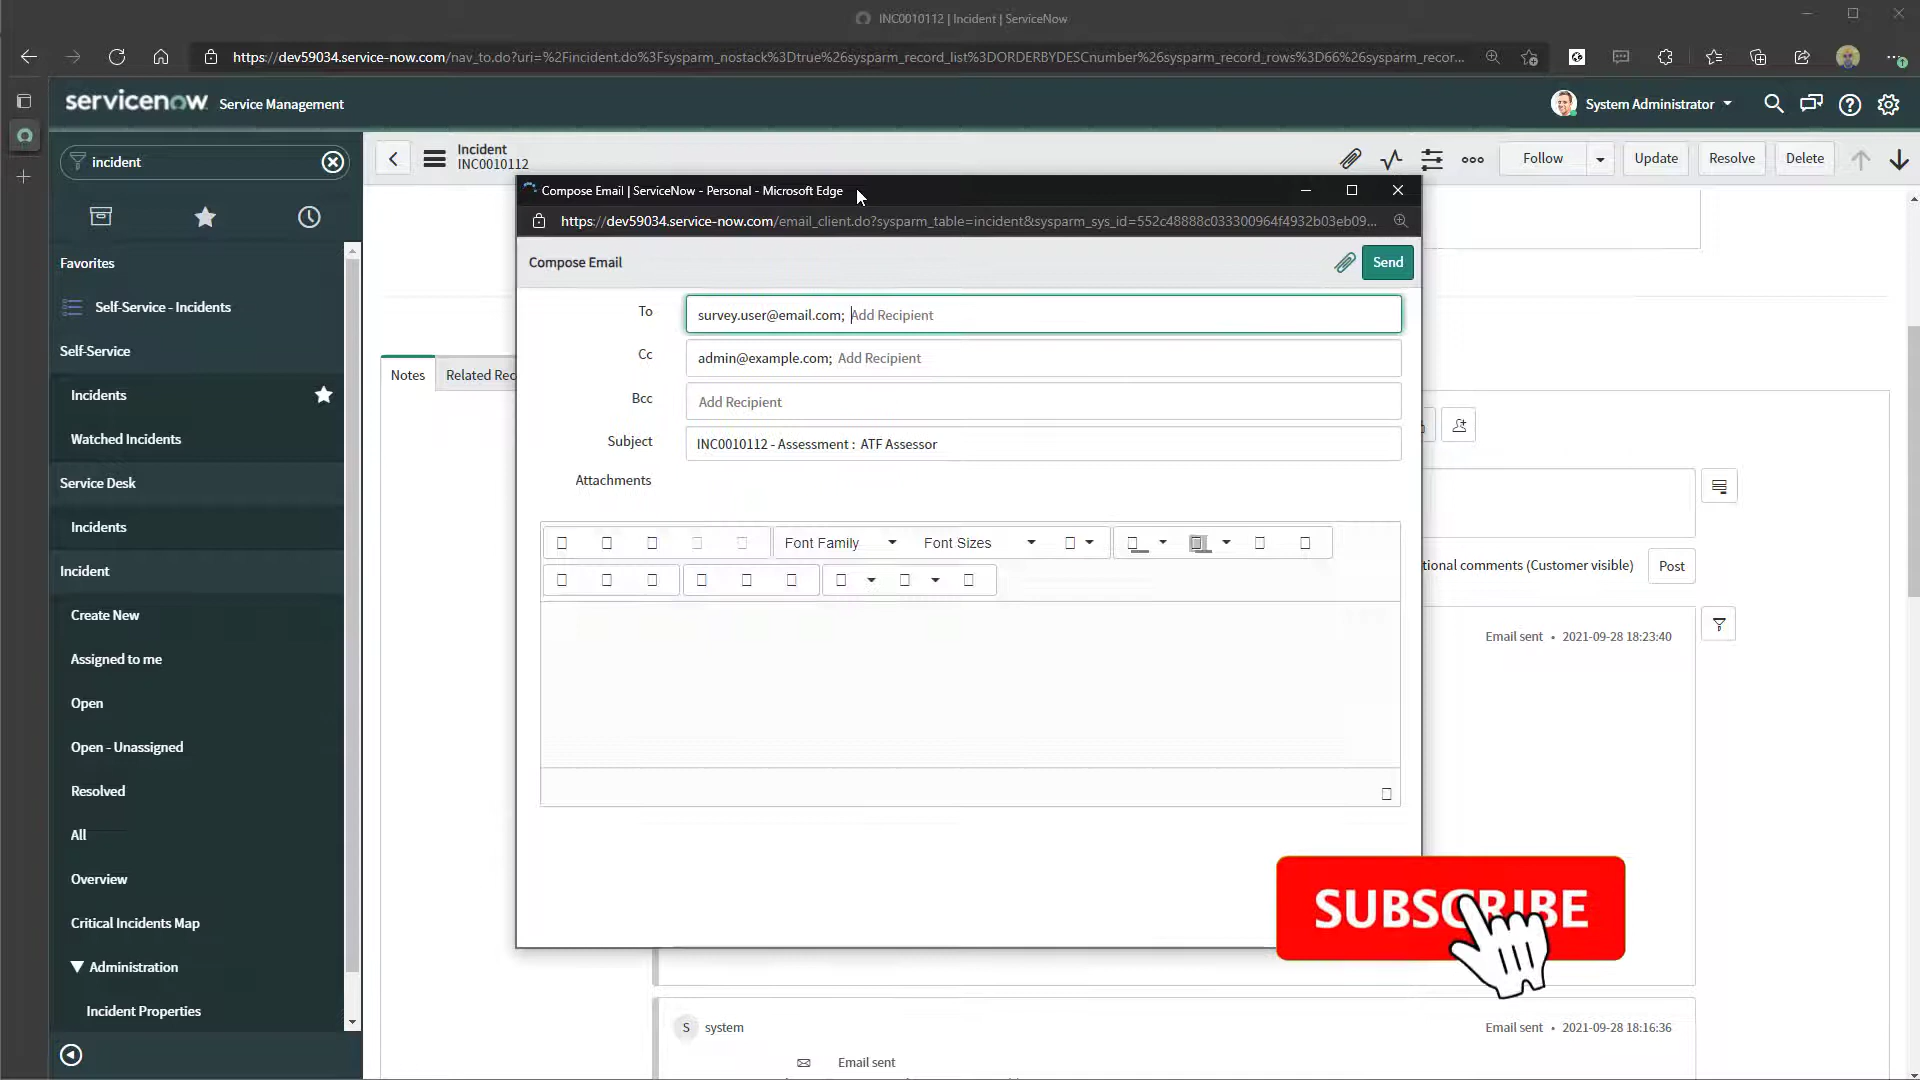 INC0010112 | Incident | ServiceNow
https://dev59034.service-now.com/nav_to.do?uri=%2Fincident.do%3Fsysparm_nostack%3Dtrue%26sysparm_record_list%3DORDERBYDESCnumber%26sysparm_record_rows%3D66%26sysparm_recor...
servicenow Service Management
System Administrator
incident
Incident
INC0010112
Follow
Update
Resolve
Delete
Compose Email | ServiceNow - Personal - Microsoft Edge
https://dev59034.service-now.com/email_client.do?sysparm_table=incident&sysparm_sys_id=552c48888c033300964f4932b03eb09...
Compose Email
Send
To
survey.user@email.com; Add Recipient
Cc
admin@example.com; Add Recipient
Bcc
Add Recipient
Subject
INC0010112 - Assessment : ATF Assessor
Attachments
Font Family
Font Sizes
Favorites
Self-Service - Incidents
Self-Service
Incidents
Watched Incidents
Service Desk
Incidents
Incident
Create New
Assigned to me
Open
Open - Unassigned
Resolved
All
Overview
Critical Incidents Map
Administration
Incident Properties
Notes
Related Rec
tional comments (Customer visible)
Post
Email sent • 2021-09-28 18:23:40
SUBSCRIBE
S system
Email sent • 2021-09-28 18:16:36
Email sent